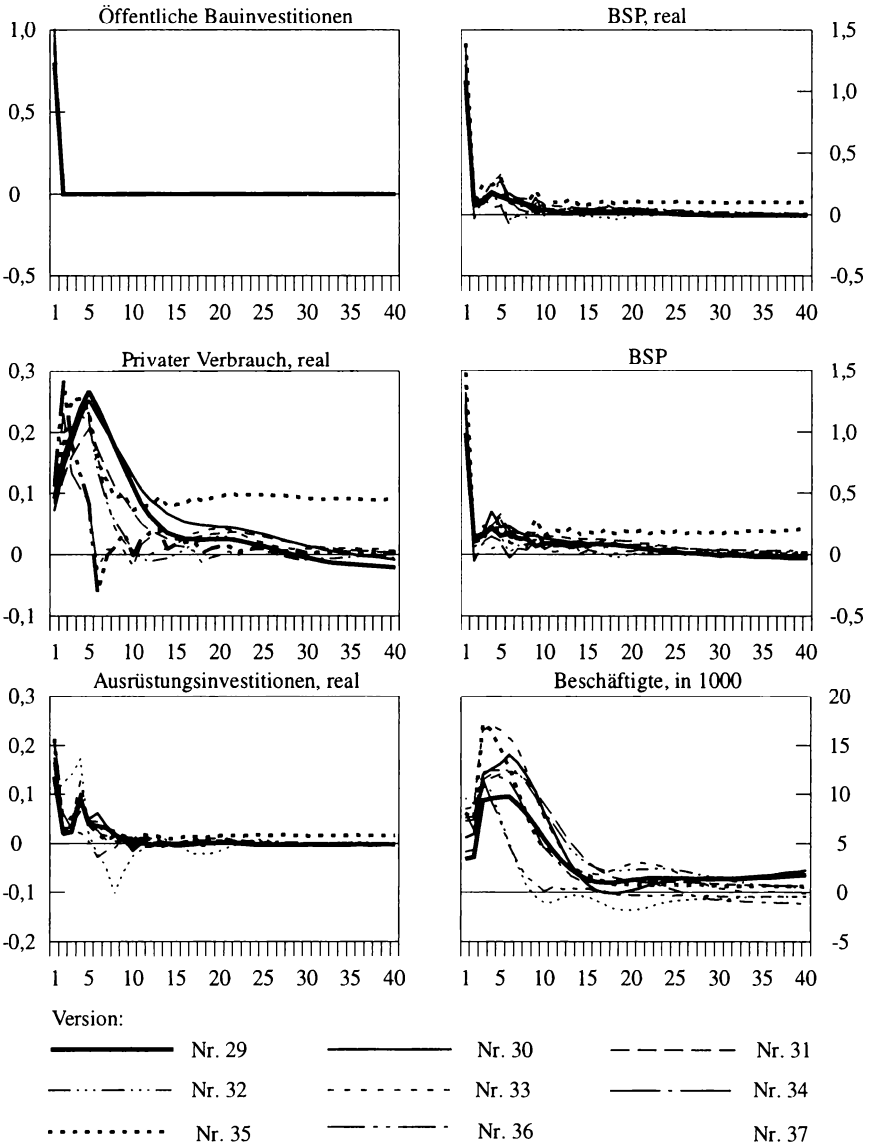 Öffentliche Bauinvestitionen
1,0
0,5
0
-0,5
1 5 10 15 20 25 30 35 40
BSP, real
1,5
1,0
0,5
0
-0,5
1 5 10 15 20 25 30 35 40
Privater Verbrauch, real
0,3
0,2
0,1
0
-0,1
1 5 10 15 20 25 30 35 40
BSP
1,5
1,0
0,5
0
-0,5
1 5 10 15 20 25 30 35 40
Ausrüstungsinvestitionen, real
0,3
0,2
0,1
0
-0,1
-0,2
1 5 10 15 20 25 30 35 40
Beschäftigte, in 1000
20
15
10
5
0
-5
1 5 10 15 20 25 30 35 40
Version:
Nr. 29 Nr. 30 Nr. 31
Nr. 32 Nr. 33 Nr. 34
Nr. 35 Nr. 36 Nr. 37